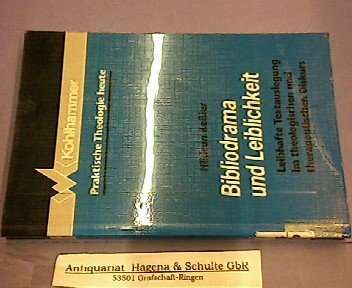 Kohlhammer
Praktische Theologie heute
Bibliodrama
und Leiblichkeit
Leibhafte Textauslegung
im theologischen und
therapeutischen Diskurs
Antiquariat Hagena & Schulte GbR
53501 Grafschaft-Ringen